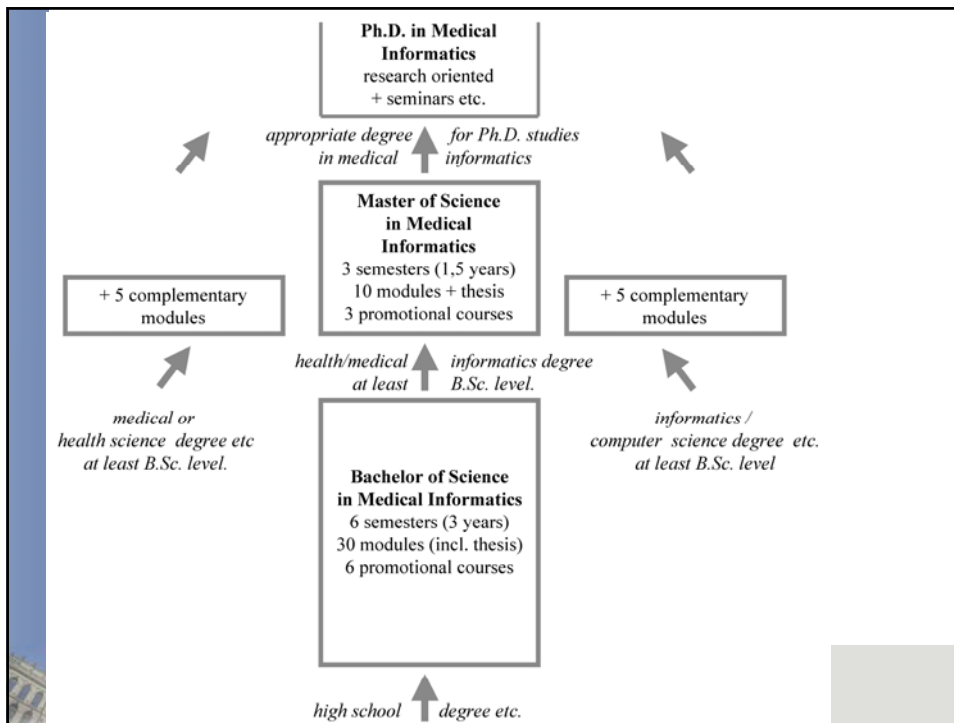 Ph.D. in Medical
Informatics
research oriented
+ seminars etc.
appropriate degree for Ph.D. studies
in medical informatics
Master of Science
in Medical
Informatics
3 semesters (1,5 years)
10 modules + thesis
3 promotional courses
+ 5 complementary
modules
+ 5 complementary
modules
health/medical informatics degree
at least B.Sc. level.
medical or
health science degree etc
at least B.Sc. level.
informatics /
computer science degree etc.
at least B.Sc. level
Bachelor of Science
in Medical Informatics
6 semesters (3 years)
30 modules (incl. thesis)
6 promotional courses
high school degree etc.